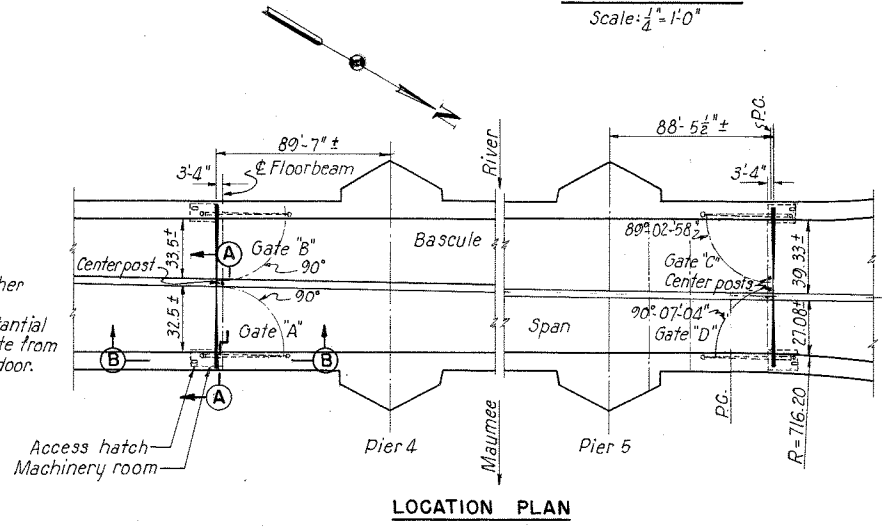 Scale: 1/4" = 1'-0"
N
89'-7" ±
88'-5 1/2" ±
P.C.
3'-4"
℄ Floorbeam
River
3'-4"
33.5 ±
A
Gate "B"
Bascule
89°-02'-58 1/2"
Gate "C"
39.33 ±
Centerpost
90°
Center posts
her
90°
90°-07'-04"
tantial
te from
door.
32.5 ±
Gate "A"
Span
Gate "D"
27.08 ±
B
B
A
P.C.
R = 716.20
Access hatch
Machinery room
Pier 4
Maumee
Pier 5
LOCATION PLAN